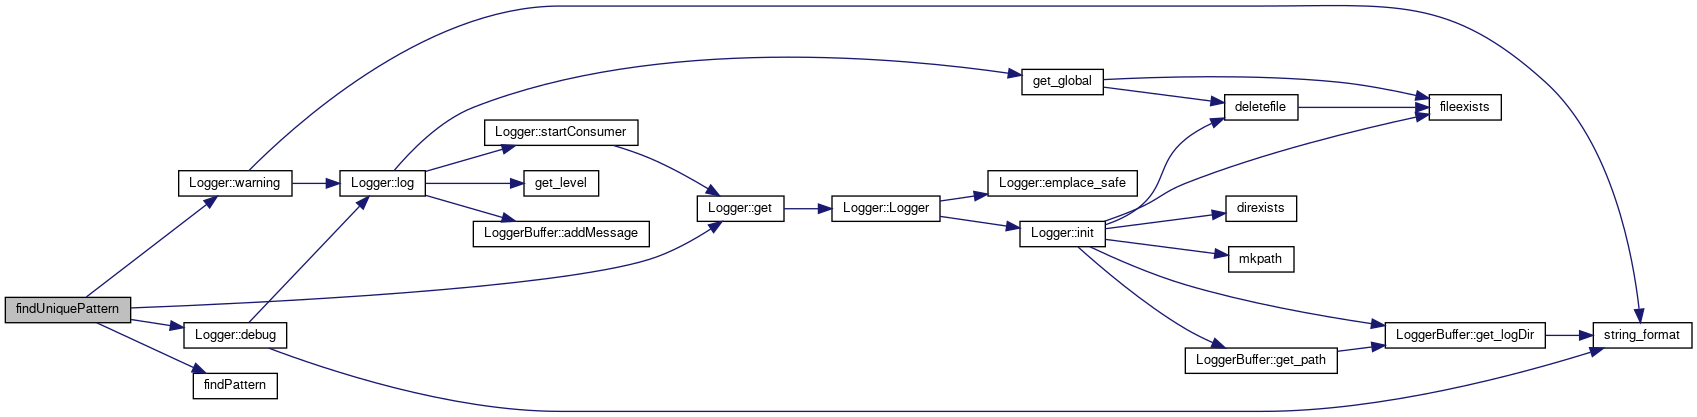 findUniquePattern
Logger::warning
Logger::debug
findPattern
Logger::log
Logger::startConsumer
get_level
LoggerBuffer::addMessage
Logger::get
Logger::Logger
Logger::emplace_safe
Logger::init
get_global
deletefile
direxists
mkpath
LoggerBuffer::get_path
fileexists
LoggerBuffer::get_logDir
string_format